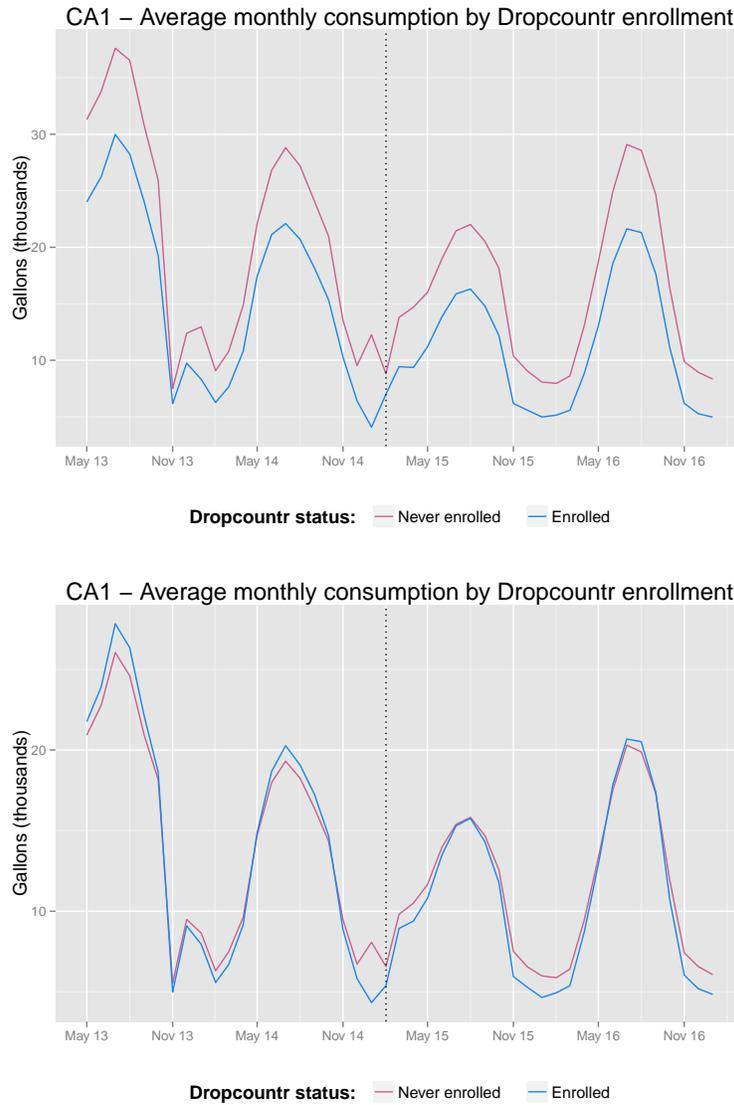 CA1 – Average monthly consumption by Dropcountr enrollment
Gallons (thousands)
30
20
10
May 13 Nov 13 May 14 Nov 14 May 15 Nov 15 May 16 Nov 16
Dropcountr status: Never enrolled Enrolled
CA1 – Average monthly consumption by Dropcountr enrollment
Gallons (thousands)
20
10
May 13 Nov 13 May 14 Nov 14 May 15 Nov 15 May 16 Nov 16
Dropcountr status: Never enrolled Enrolled